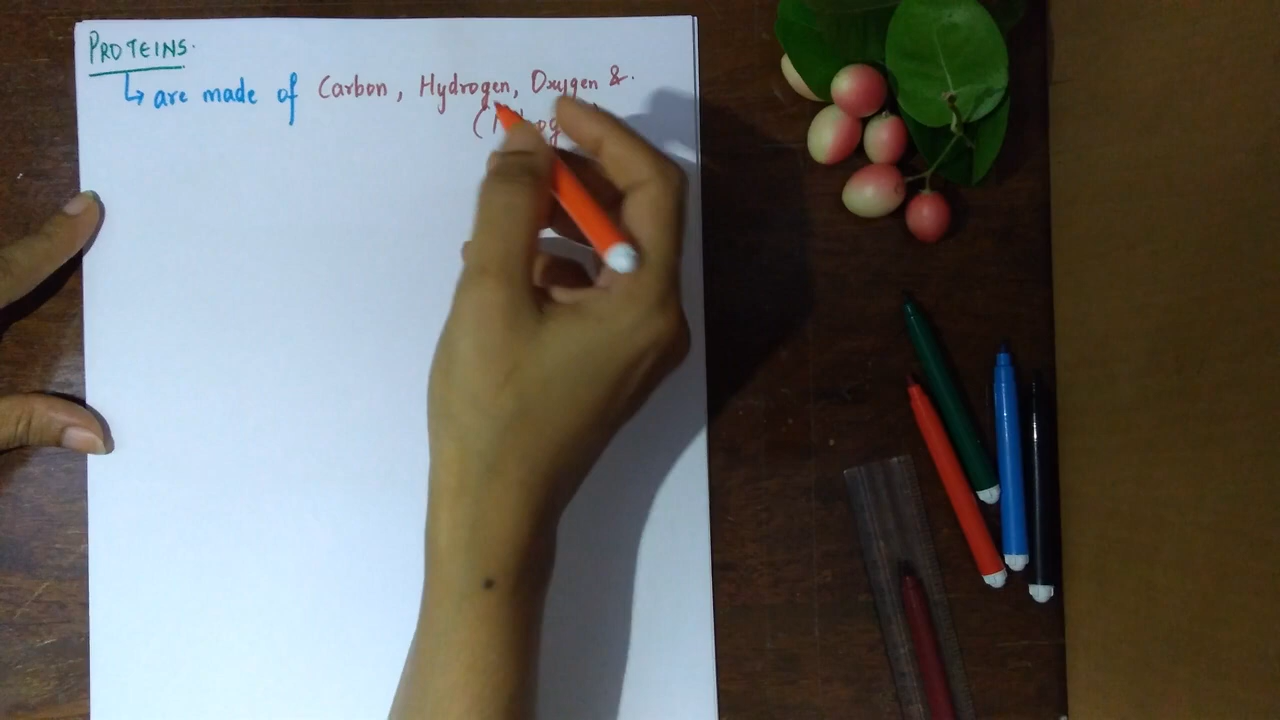 PROTEINS.
↳ are made of Carbon, Hydrogen, Oxygen &.